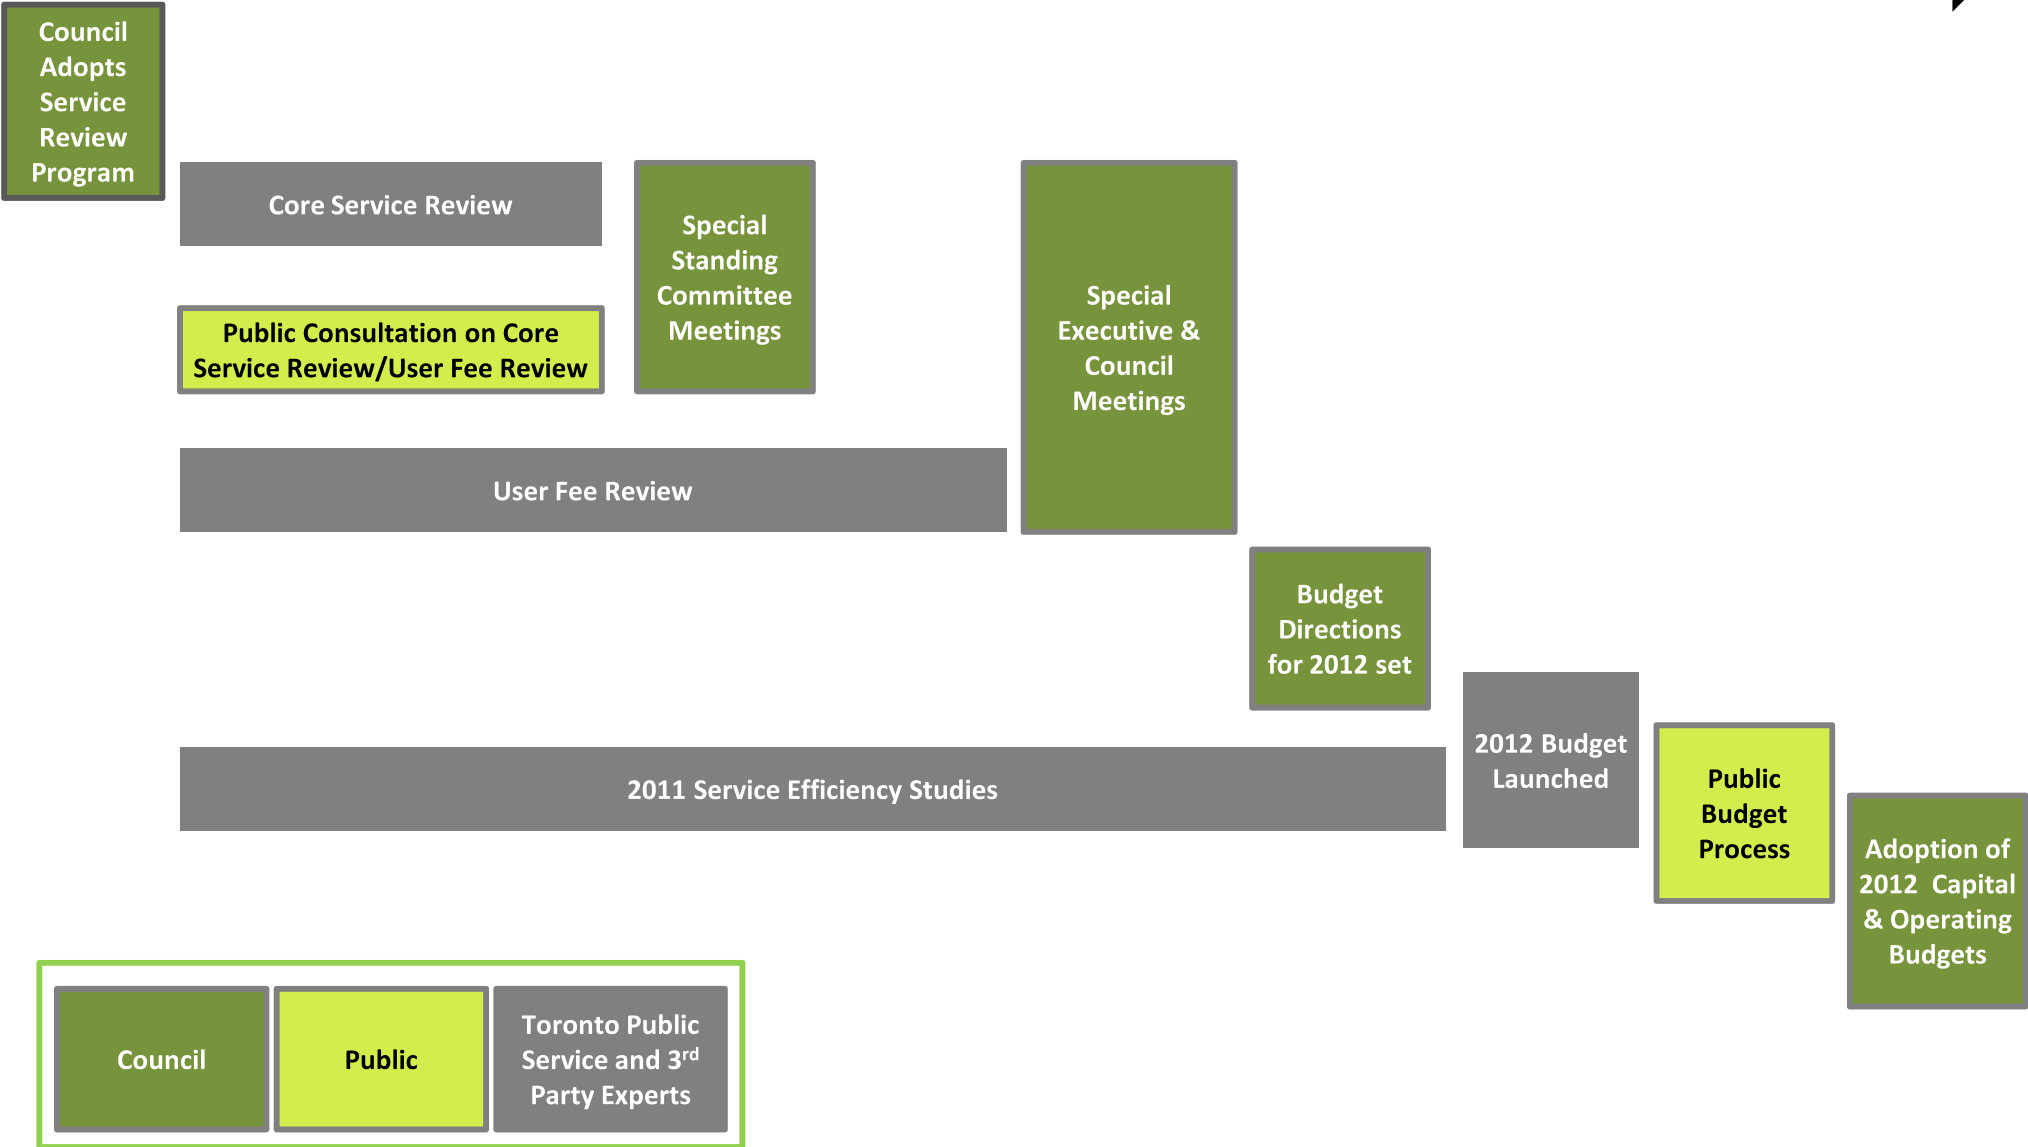 Council
Adopts
Service
Review
Program
Core Service Review
Public Consultation on Core
Service Review/User Fee Review
Special
Standing
Committee
Meetings
Special
Executive &
Council
Meetings
User Fee Review
Budget
Directions
for 2012 set
2011 Service Efficiency Studies
2012 Budget
Launched
Public
Budget
Process
Adoption of
2012 Capital
& Operating
Budgets
Council
Public
Toronto Public
Service and 3rd
Party Experts